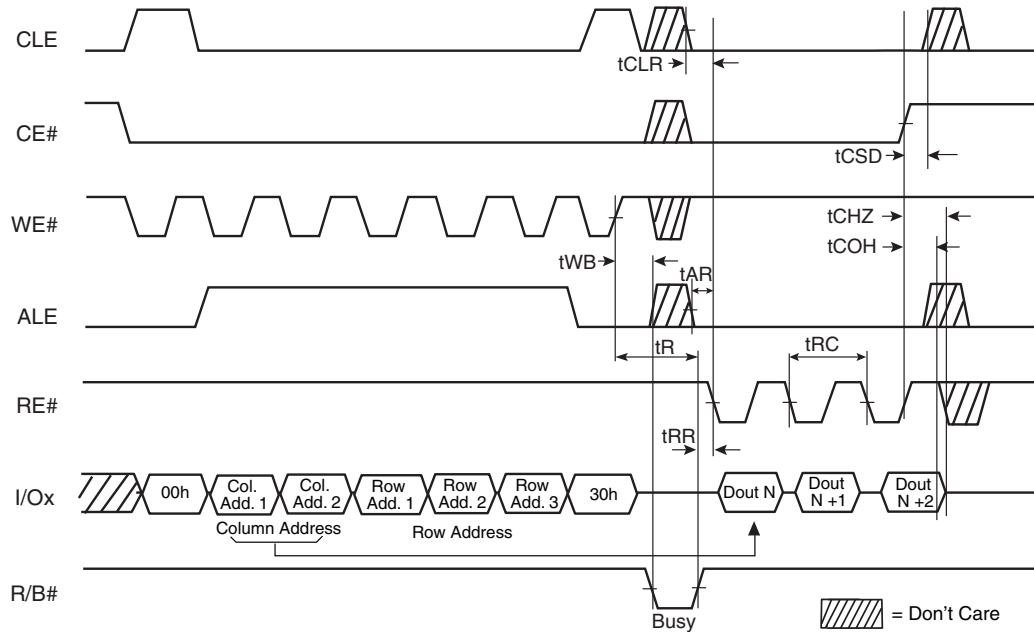 CLE
tCLR
CE#
tCSD
WE#
tCHZ
tCOH
tWB
tAR
ALE
tR
tRC
RE#
tRR
I/Ox
00h
Col.
Add. 1
Col.
Add. 2
Row
Add. 1
Row
Add. 2
Row
Add. 3
30h
Dout N
Dout
N +1
Dout
N +2
Column Address
Row Address
R/B#
Busy
= Don't Care